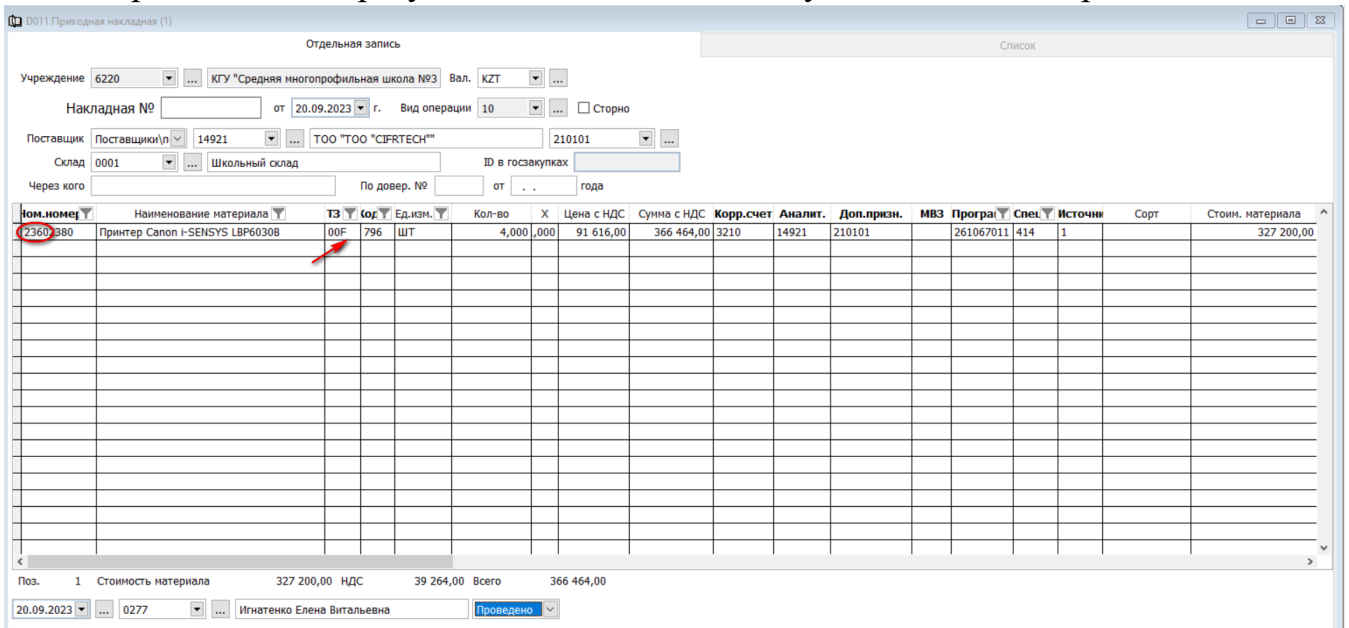 D011 Приходная накладная (1)
Отдельная запись Список
Учреждение 6220 ... КГУ "Средняя многопрофильная школа №3 Вал. KZT ...
Накладная № от 20.09.2023 г. Вид операции 10 ... Сторно
Поставщик Поставщики\п 14921 ... ТОО "ТОО "CIFRTECH"" 210101 ...
Склад 0001 ... Школьный склад ID в госзакупках
Через кого По довер. № от . . года
Ном.номер Наименование материала ТЗ Код Ед.изм. Кол-во X Цена с НДС Сумма с НДС Корр.счет Аналит. Доп.призн. МВЗ Програ Спец Источни Сорт Стоим. материала
23602380 Принтер Canon i-SENSYS LBP6030B 00F 796 ШТ 4,000 ,000 91 616,00 366 464,00 3210 14921 210101 261067011 414 1 327 200,00
Поз. 1 Стоимость материала 327 200,00 НДС 39 264,00 Всего 366 464,00
20.09.2023 ... 0277 ... Игнатенко Елена Витальевна Проведено